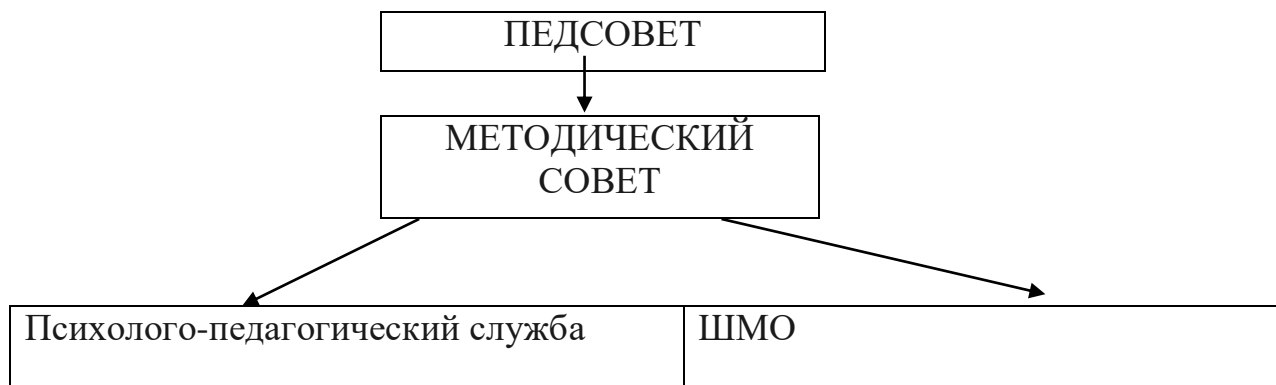 ПЕДСОВЕТ
МЕТОДИЧЕСКИЙ
СОВЕТ
Психолого-педагогический служба
ШМО